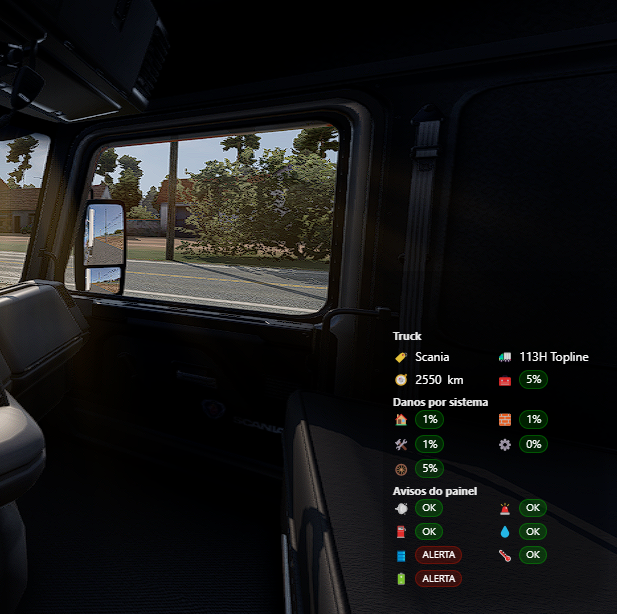 Truck
Scania 113H Topline
2550 km 5%
Danos por sistema
1% 1%
1% 0%
5%
Avisos do painel
OK OK
OK OK
ALERTA OK
ALERTA
SCANIA